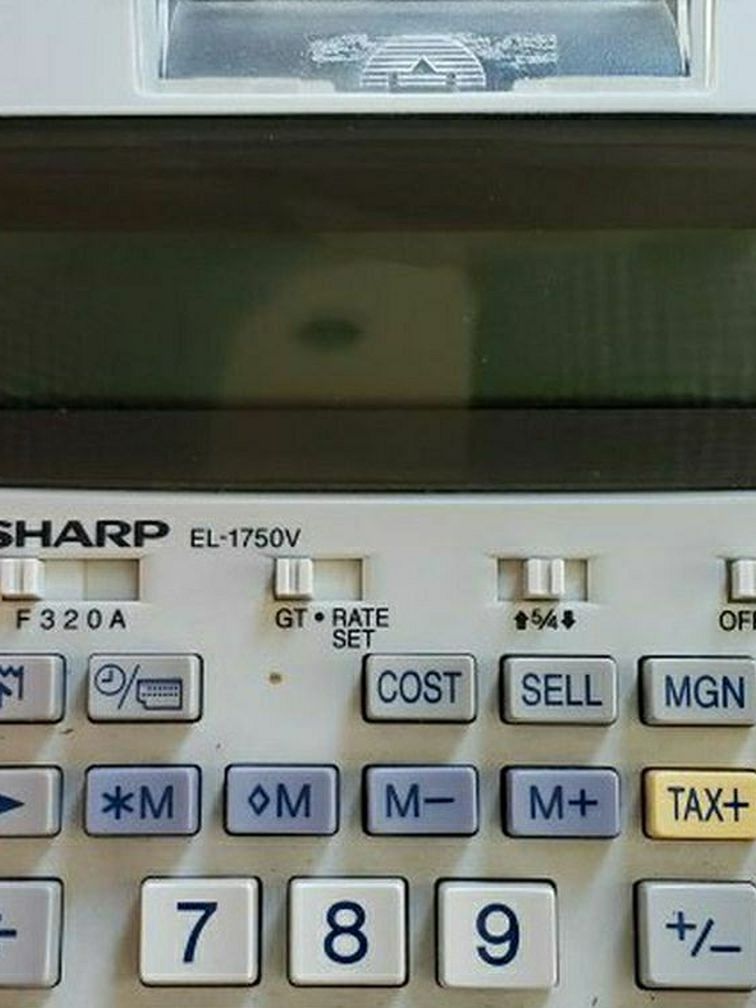 SHARP EL-1750V
F 3 2 0 A GT • RATE SET ⬆5/4⬇ OFF
COST SELL MGN
*M ◊M M− M+ TAX+
7 8 9 +/−